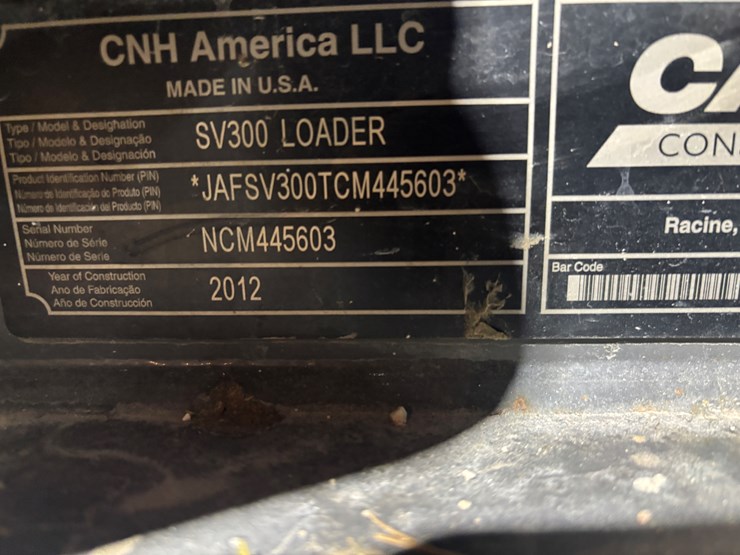 CNH America LLC
MADE IN U.S.A.
Type / Model & Designation
Tipo / Modelo & Designação
Tipo / Modelo & Designación
SV300 LOADER
Product Identification Number (PIN)
Número de Identificação do Produto (PIN)
Número de Identificación del Producto (PIN)
*JAFSV300TCM445603*
Serial Number
Número de Série
Número de Serie
NCM445603
Year of Construction
Ano de Fabricação
Año de Construcción
2012
CA
CON
Racine,
Bar Code